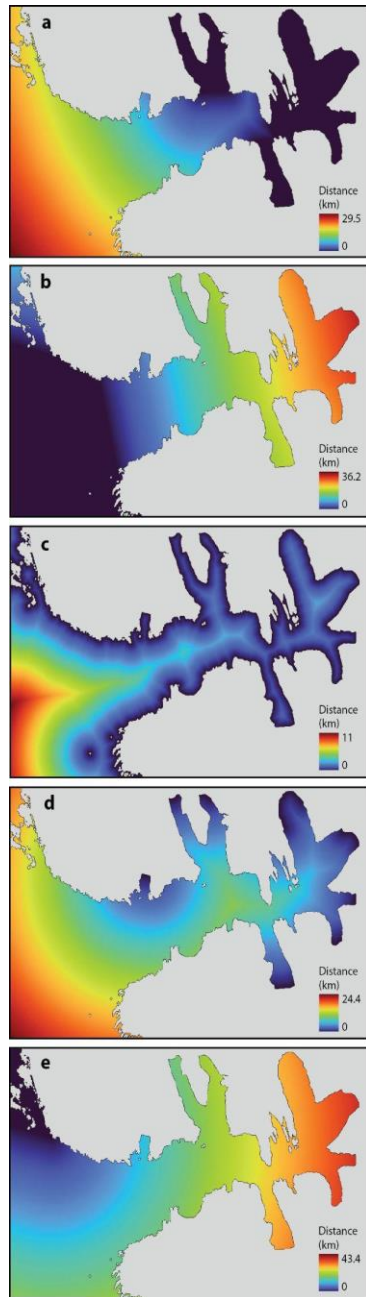 a
Distance
(km)
29.5
0
b
Distance
(km)
36.2
0
c
Distance
(km)
11
0
d
Distance
(km)
24.4
0
e
Distance
(km)
43.4
0